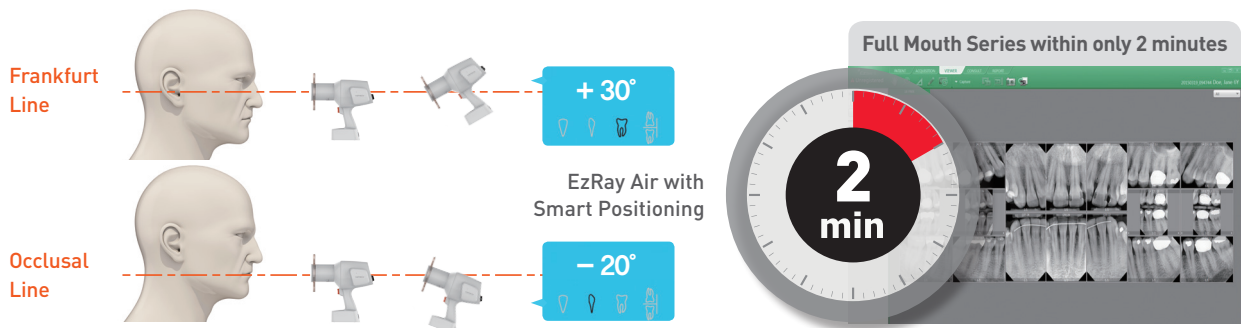 Frankfurt
Line
+ 30°
EzRay Air with
Smart Positioning
Occlusal
Line
− 20°
Full Mouth Series within only 2 minutes
2
min